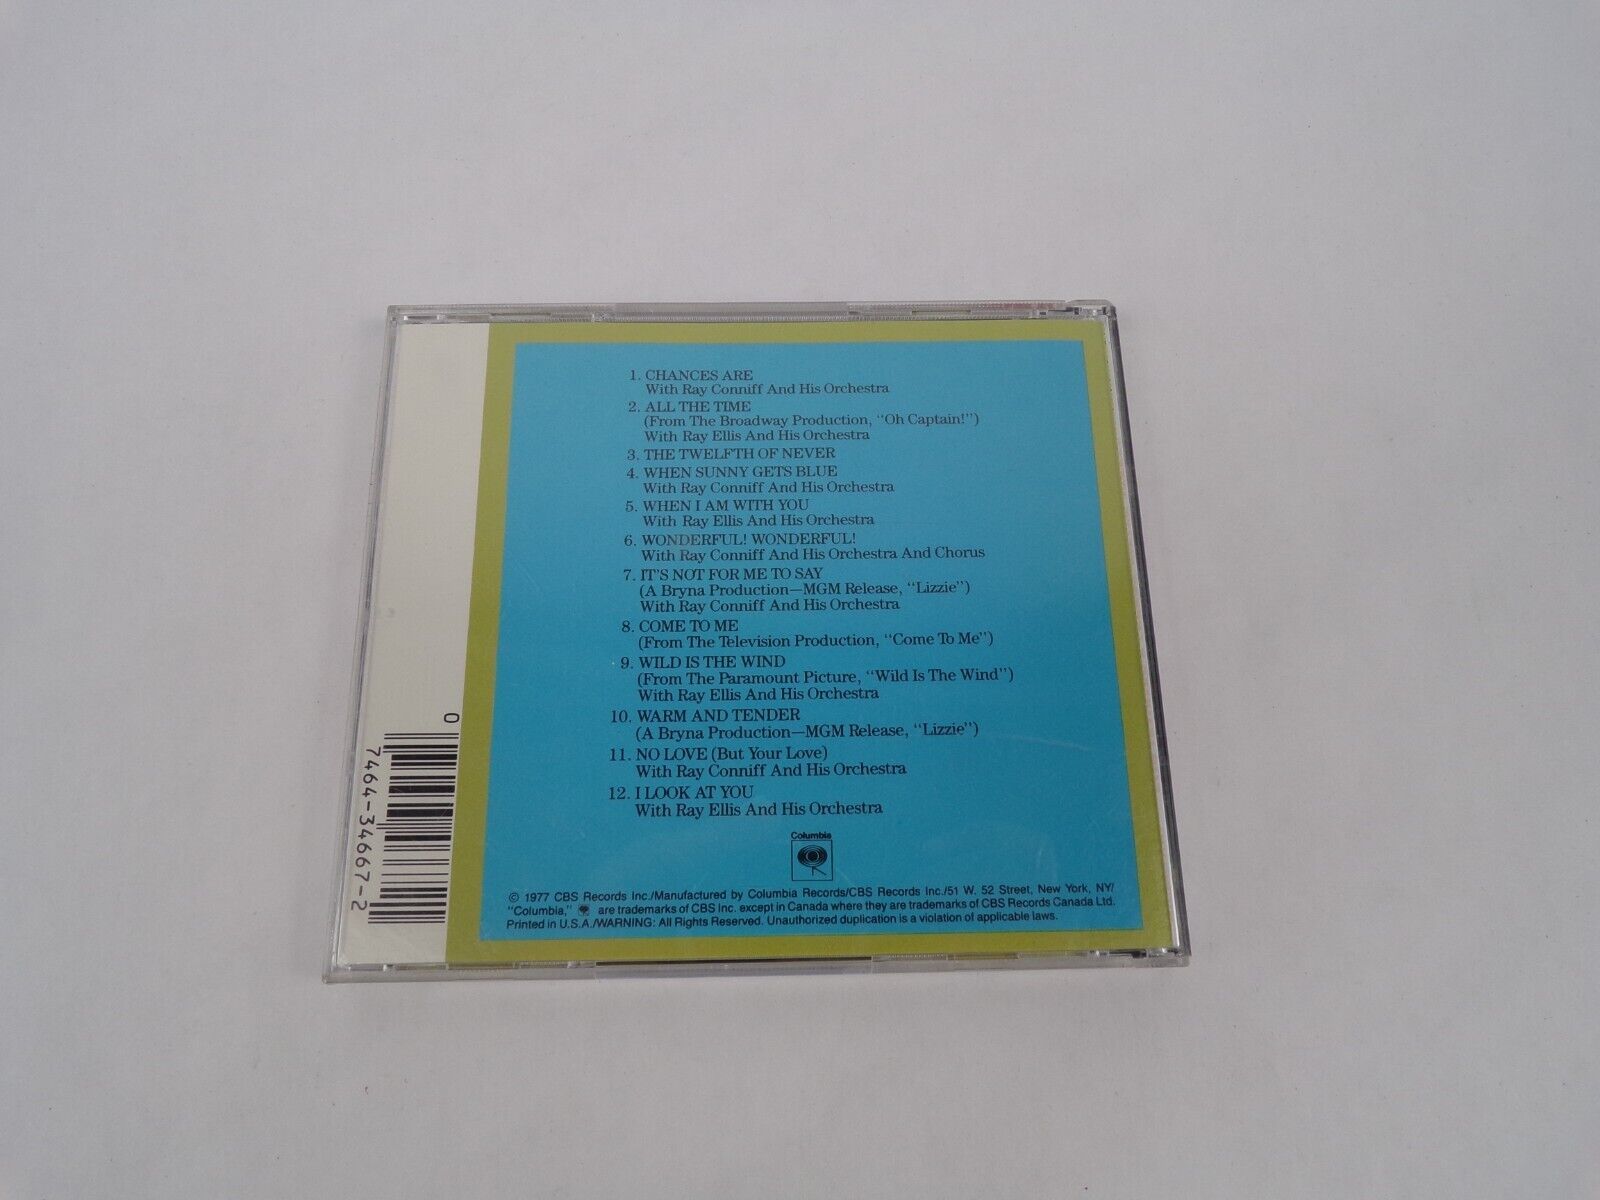 1. CHANCES ARE
With Ray Conniff And His Orchestra
2. ALL THE TIME
(From The Broadway Production, "Oh Captain!")
With Ray Ellis And His Orchestra
3. THE TWELFTH OF NEVER
4. WHEN SUNNY GETS BLUE
With Ray Conniff And His Orchestra
5. WHEN I AM WITH YOU
With Ray Ellis And His Orchestra
6. WONDERFUL! WONDERFUL!
With Ray Conniff And His Orchestra And Chorus
7. IT'S NOT FOR ME TO SAY
(A Bryna Production—MGM Release, "Lizzie")
With Ray Conniff And His Orchestra
8. COME TO ME
(From The Television Production, "Come To Me")
9. WILD IS THE WIND
(From The Paramount Picture, "Wild Is The Wind")
With Ray Ellis And His Orchestra
10. WARM AND TENDER
(A Bryna Production—MGM Release, "Lizzie")
11. NO LOVE (But Your Love)
With Ray Conniff And His Orchestra
12. I LOOK AT YOU
With Ray Ellis And His Orchestra
Columbia
© 1977 CBS Records Inc./Manufactured by Columbia Records/CBS Records Inc./51 W. 52 Street, New York, NY/
"Columbia," are trademarks of CBS Inc. except in Canada where they are trademarks of CBS Records Canada Ltd.
Printed in U.S.A./WARNING: All Rights Reserved. Unauthorized duplication is a violation of applicable laws.
0
7464-34667-2